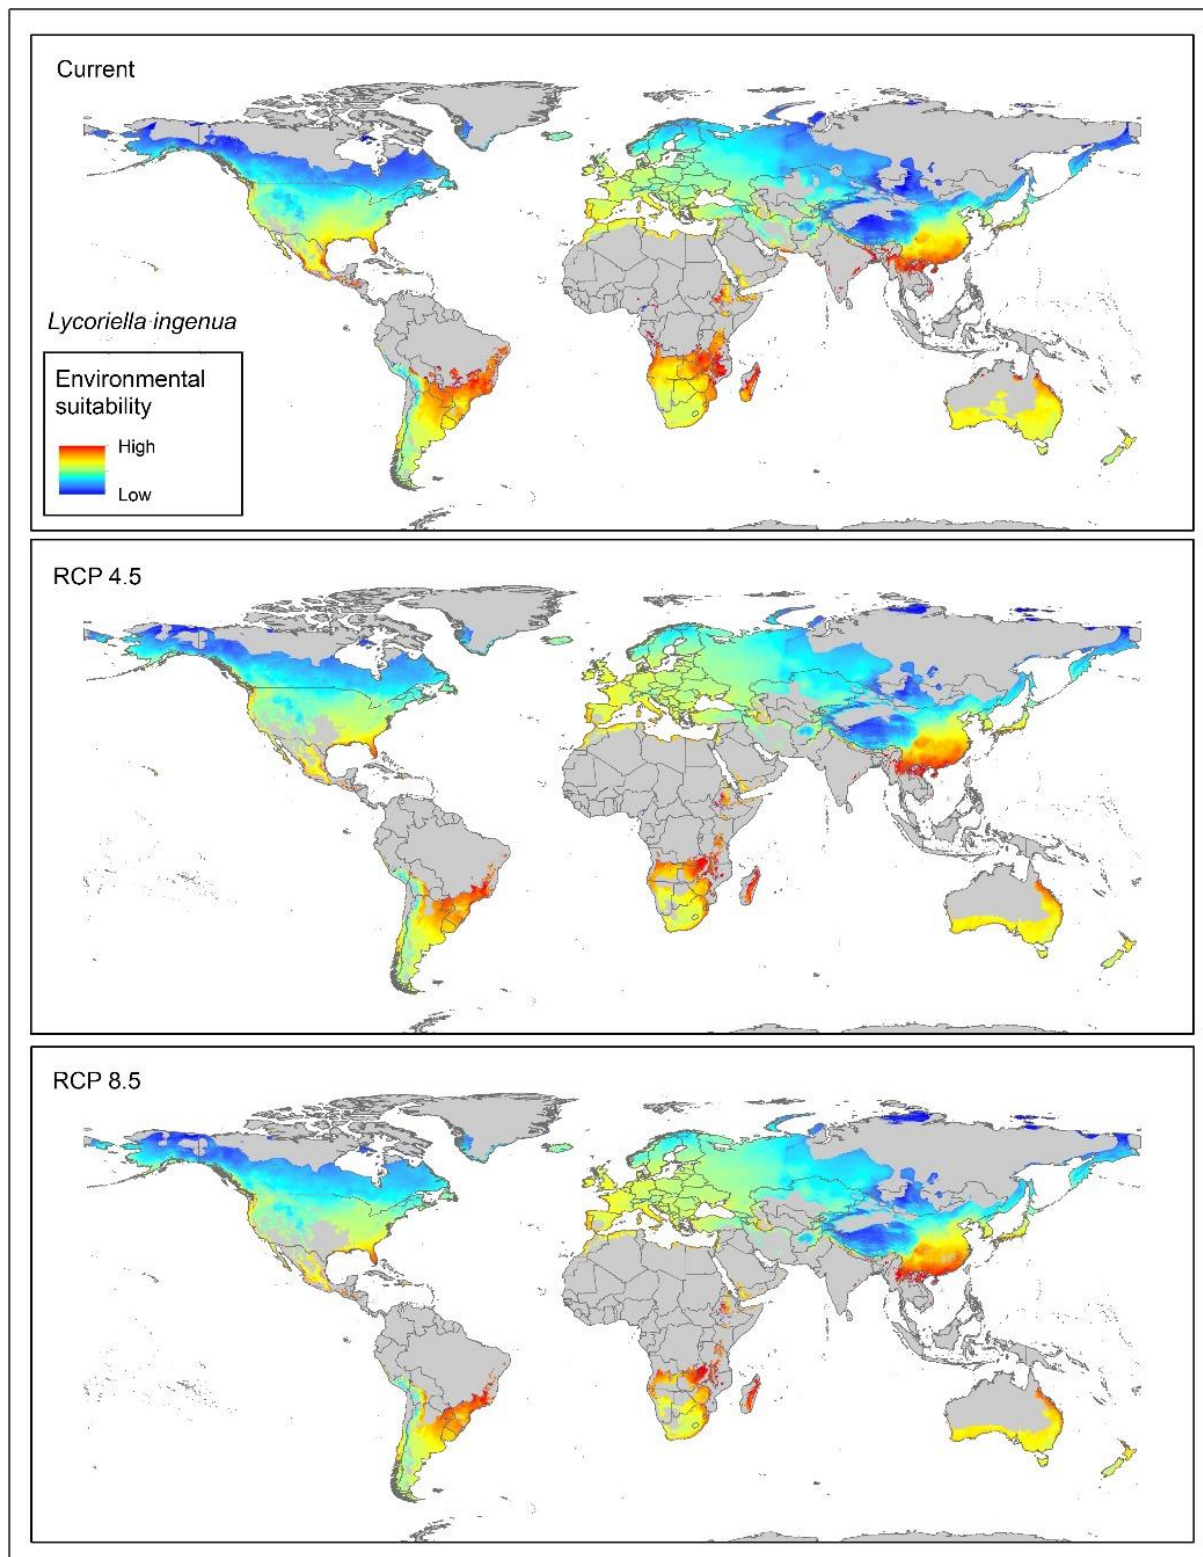 Current
Lycoriella ingenua
Environmental
suitability
High
Low
RCP 4.5
RCP 8.5